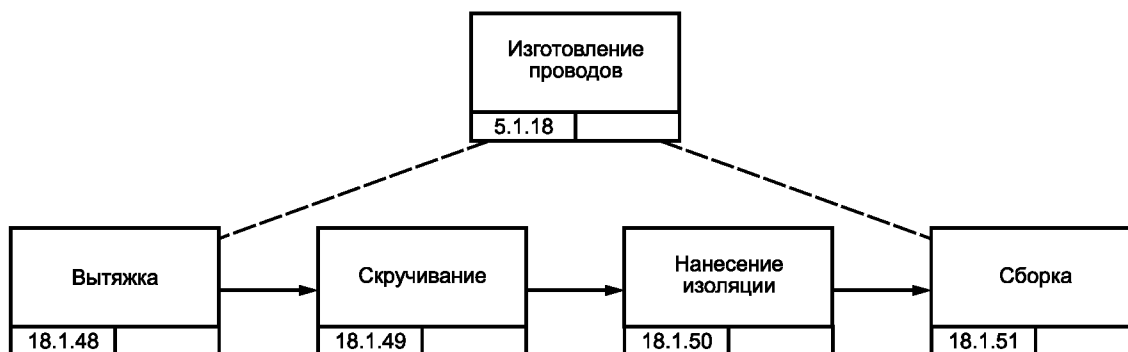 Изготовление
проводов
5.1.18
Вытяжка
Скручивание
Нанесение
изоляции
Сборка
18.1.48
18.1.49
18.1.50
18.1.51